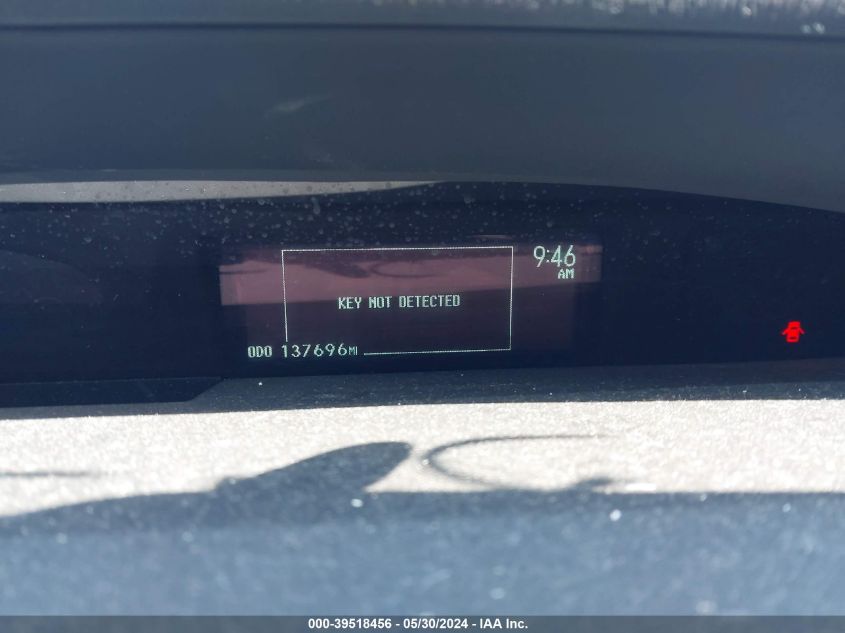 9:46
AM
KEY NOT DETECTED
ODO 137696MI
000-39518456 - 05/30/2024 - IAA Inc.